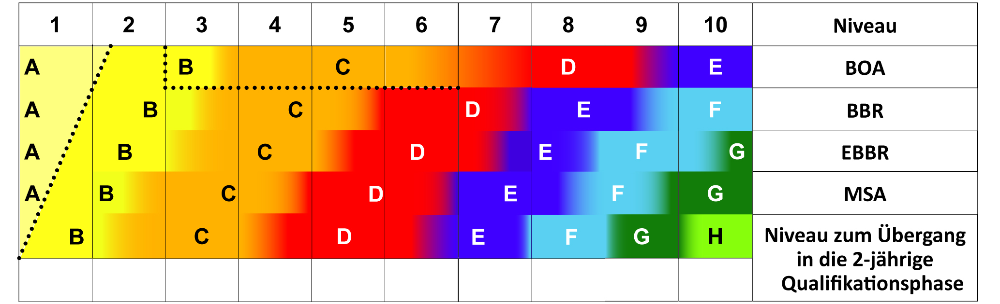 1 2 3 4 5 6 7 8 9 10 Niveau
A B C D E BOA
A B C D E F BBR
A B C D E F G EBBR
A B C D E F G MSA
B C D E F G H Niveau zum Übergang
in die 2-jährige
Qualifikationsphase